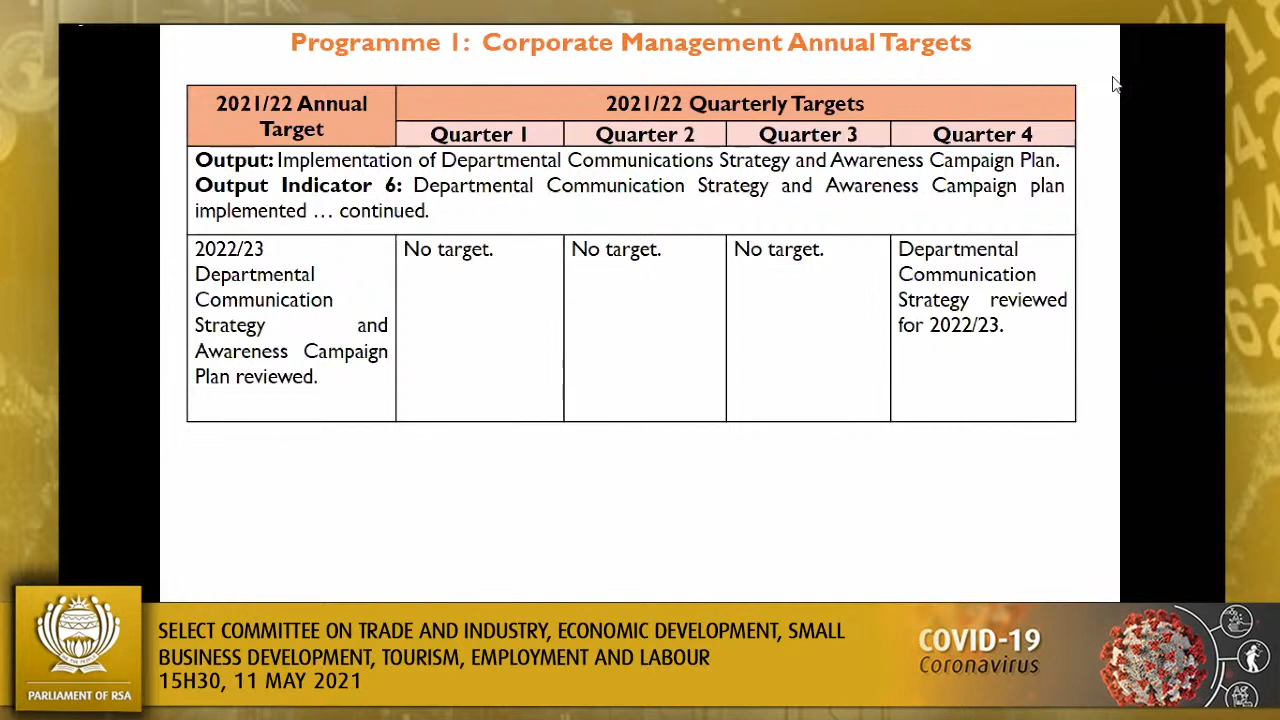 Programme 1: Corporate Management Annual Targets
2021/22 Annual
Target
2021/22 Quarterly Targets
Quarter 1
Quarter 2
Quarter 3
Quarter 4
Output: Implementation of Departmental Communications Strategy and Awareness Campaign Plan.
Output Indicator 6: Departmental Communication Strategy and Awareness Campaign plan
implemented … continued.
2022/23
Departmental
Communication
Strategy and
Awareness Campaign
Plan reviewed.
No target.
No target.
No target.
Departmental
Communication
Strategy reviewed
for 2022/23.
PARLIAMENT OF RSA
SELECT COMMITTEE ON TRADE AND INDUSTRY, ECONOMIC DEVELOPMENT, SMALL
BUSINESS DEVELOPMENT, TOURISM, EMPLOYMENT AND LABOUR
15H30, 11 MAY 2021
COVID-19
Coronavirus